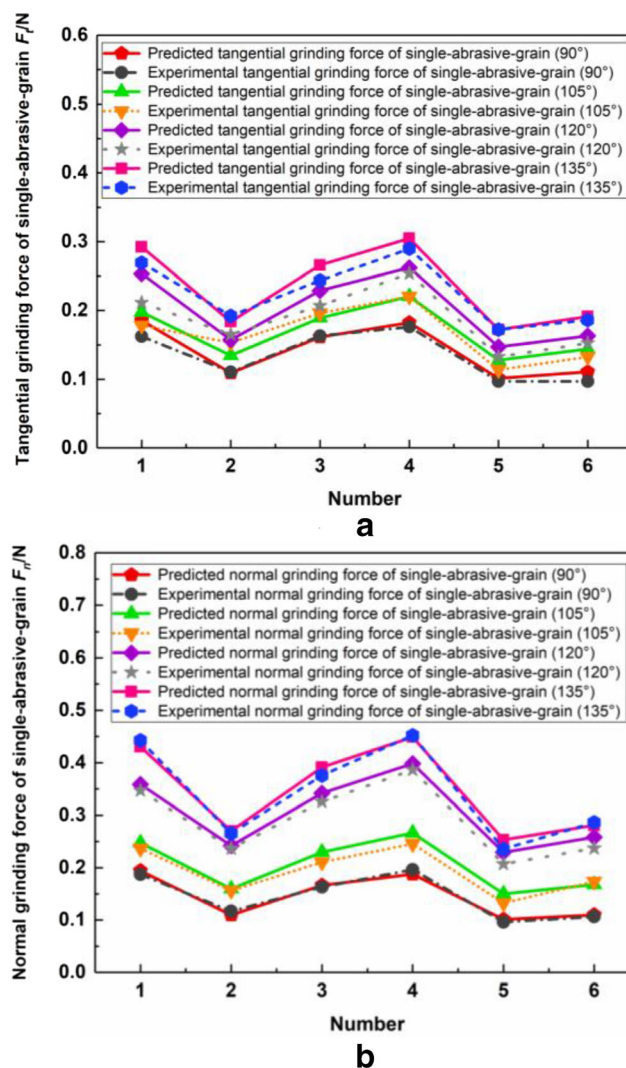 Tangential grinding force of single-abrasive-grain Ft/N
0.6
0.5
0.4
0.3
0.2
0.1
0.0
Predicted tangential grinding force of single-abrasive-grain (90°)
Experimental tangential grinding force of single-abrasive-grain (90°)
Predicted tangential grinding force of single-abrasive-grain (105°)
Experimental tangential grinding force of single-abrasive-grain (105°)
Predicted tangential grinding force of single-abrasive-grain (120°)
Experimental tangential grinding force of single-abrasive-grain (120°)
Predicted tangential grinding force of single-abrasive-grain (135°)
Experimental tangential grinding force of single-abrasive-grain (135°)
1 2 3 4 5 6
Number
a
Normal grinding force of single-abrasive-grain Fn/N
0.8
0.7
0.6
0.5
0.4
0.3
0.2
0.1
0.0
Predicted normal grinding force of single-abrasive-grain (90°)
Experimental normal grinding force of single-abrasive-grain (90°)
Predicted normal grinding force of single-abrasive-grain (105°)
Experimental normal grinding force of single-abrasive-grain (105°)
Predicted normal grinding force of single-abrasive-grain (120°)
Experimental normal grinding force of single-abrasive-grain (120°)
Predicted normal grinding force of single-abrasive-grain (135°)
Experimental normal grinding force of single-abrasive-grain (135°)
1 2 3 4 5 6
Number
b